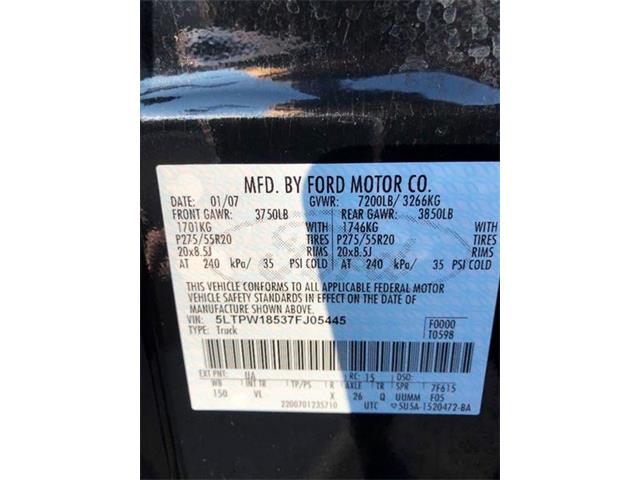 MFD. BY FORD MOTOR CO.
DATE: 01/07 GVWR: 7200LB/ 3266KG
FRONT GAWR: 3750LB REAR GAWR: 3850LB
1701KG WITH 1746KG WITH
P275/55R20 TIRES P275/55R20 TIRES
20x8.5J RIMS 20x8.5J RIMS
AT 240 kPa/ 35 PSI COLD AT 240 kPa/ 35 PSI COLD
THIS VEHICLE CONFORMS TO ALL APPLICABLE FEDERAL MOTOR
VEHICLE SAFETY STANDARDS IN EFFECT ON THE DATE OF
MANUFACTURE SHOWN ABOVE.
VIN: 5LTPW18537FJ05445 F0000
TYPE: Truck T0598
EXT PNT: UA RC: 15 DSO:
WB INT TR TP/PS R AXLE TR SPR 7F615
150 VL X 26 Q UUMM F05
2200701235710 UTC ▽5U5A-1520472-BA